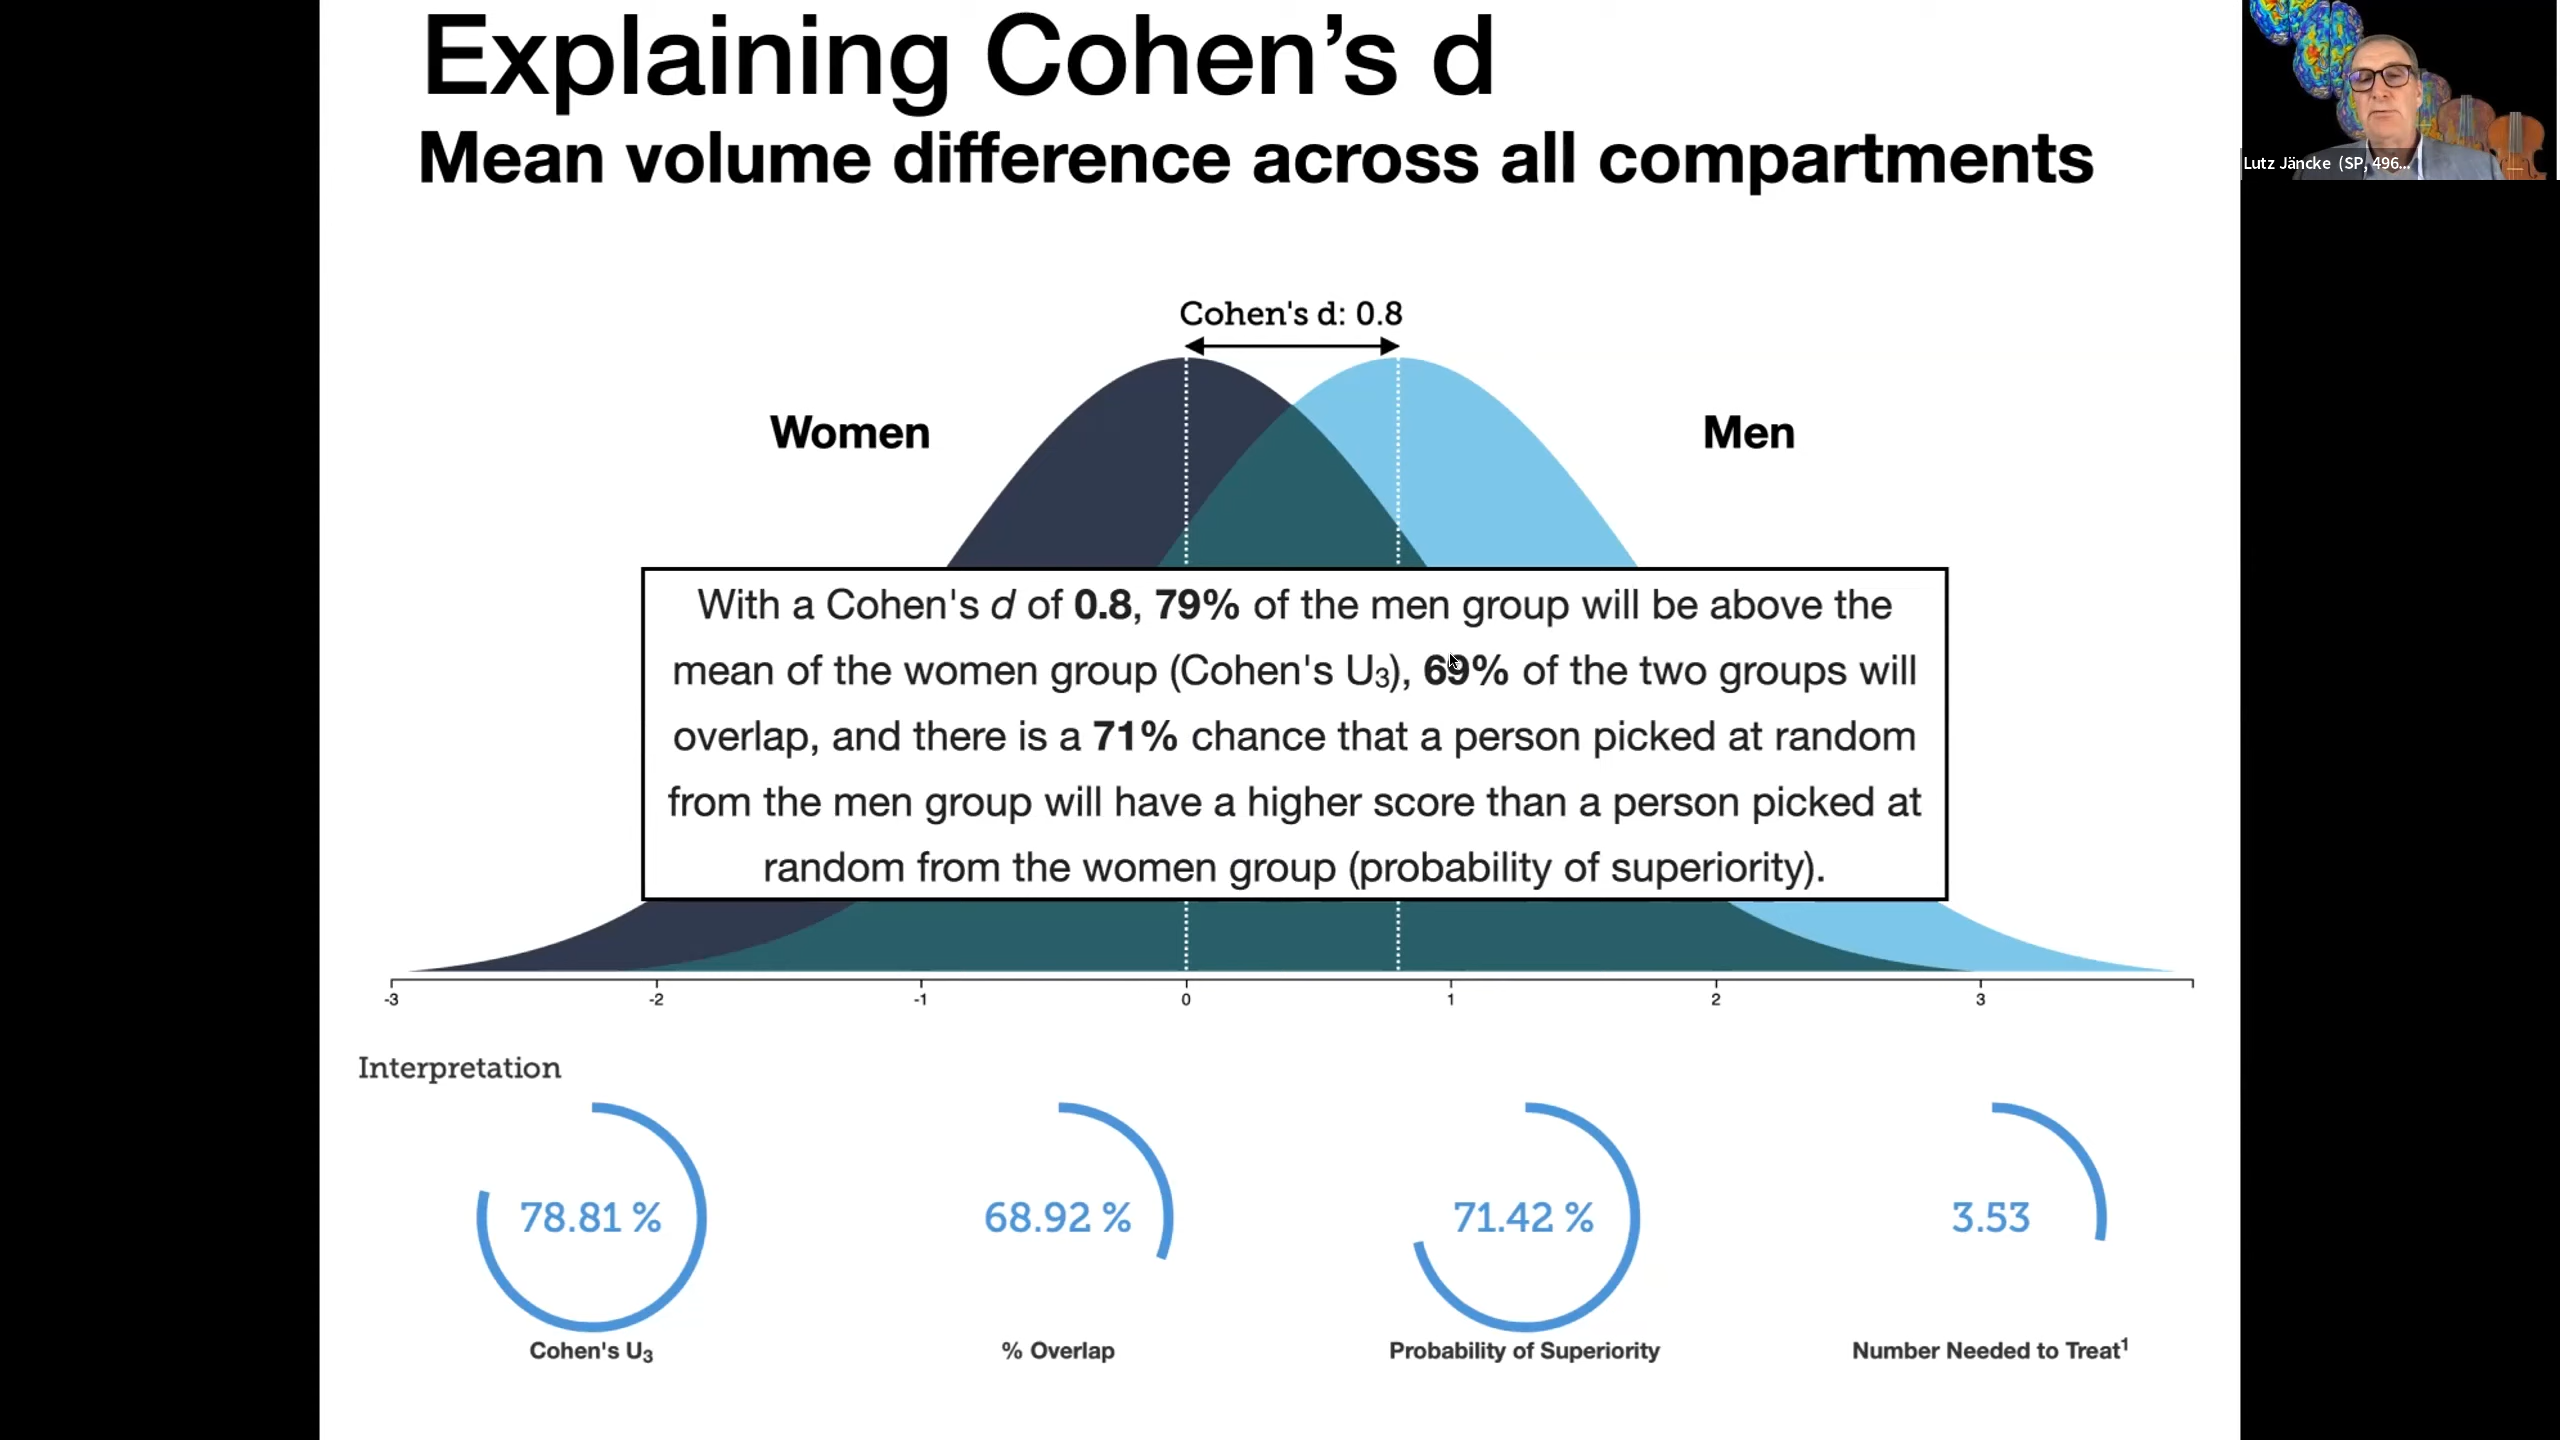 Explaining Cohen’s d
Mean volume difference across all compartments
Lutz Jäncke (SP, 496...
Cohen's d: 0.8
Women
Men
With a Cohen's d of 0.8, 79% of the men group will be above the
mean of the women group (Cohen's U₃), 69% of the two groups will
overlap, and there is a 71% chance that a person picked at random
from the men group will have a higher score than a person picked at
random from the women group (probability of superiority).
-3 -2 -1 0 1 2 3
Interpretation
78.81 % 68.92 % 71.42 % 3.53
Cohen's U₃ % Overlap Probability of Superiority Number Needed to Treat¹